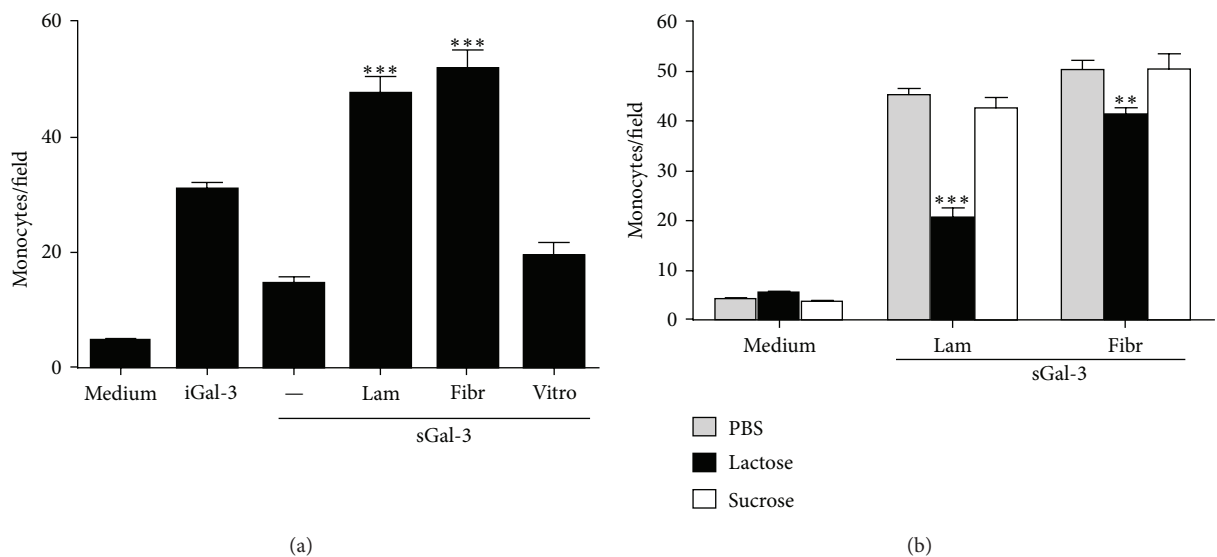 60
40
20
0
Monocytes/field
***
***
Medium
iGal-3
—
Lam
Fibr
Vitro
sGal-3
(a)
60
50
40
30
20
10
0
Monocytes/field
***
**
Medium
Lam
Fibr
sGal-3
PBS
Lactose
Sucrose
(b)